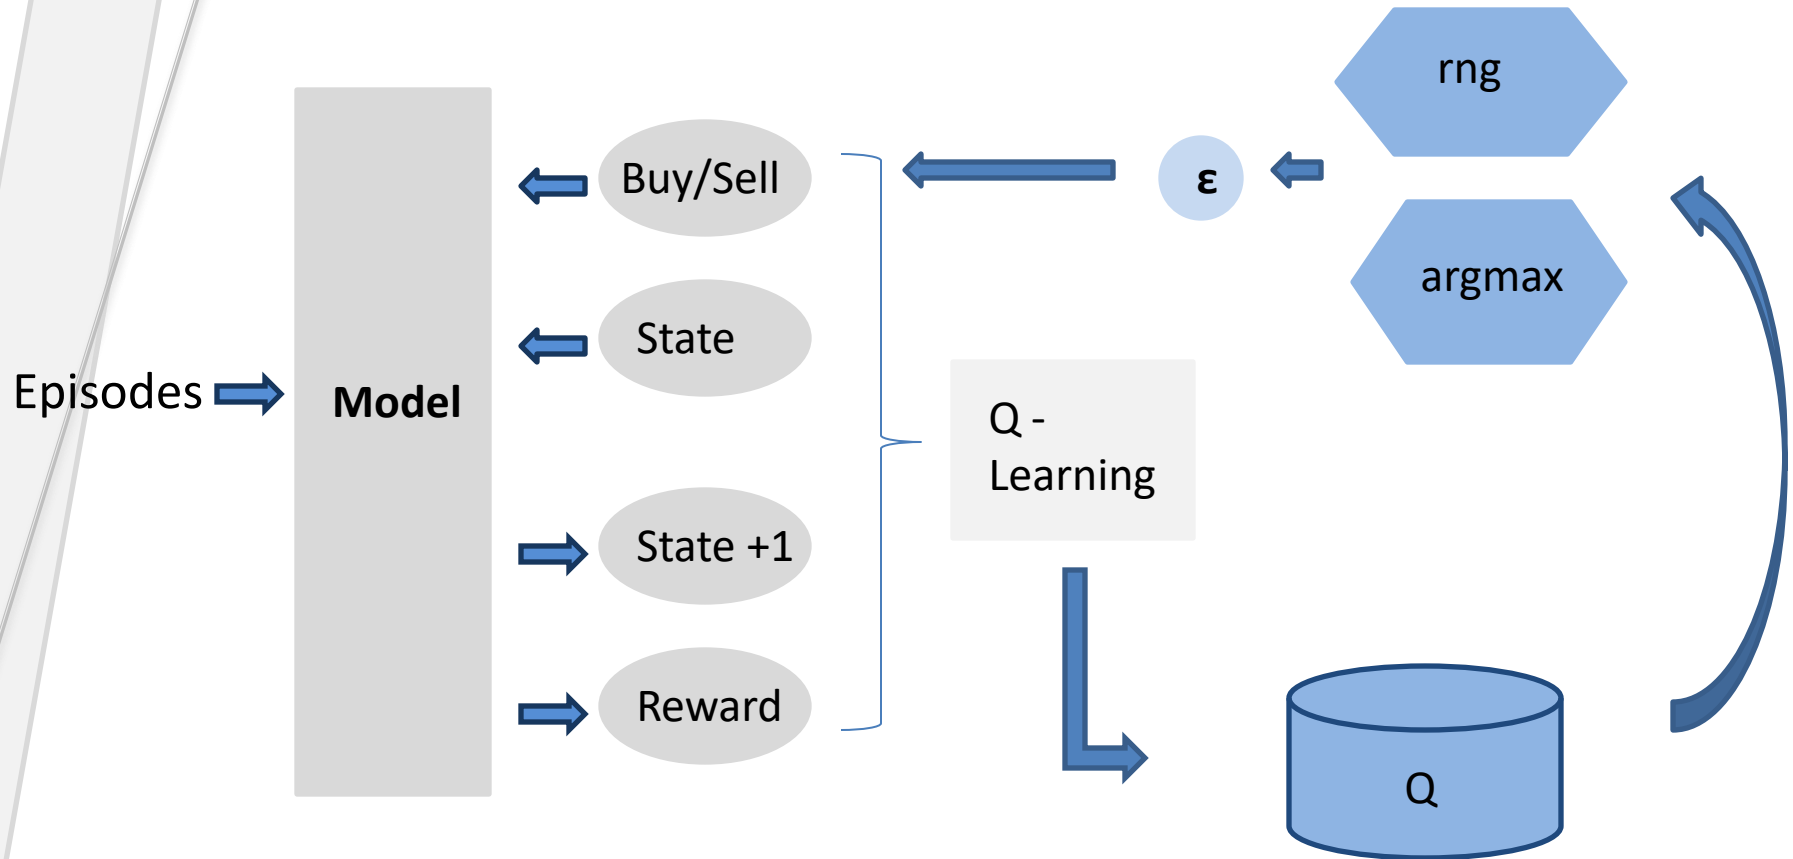 Episodes
Model
Buy/Sell
State
State +1
Reward
Q -
Learning
ε
rng
argmax
Q